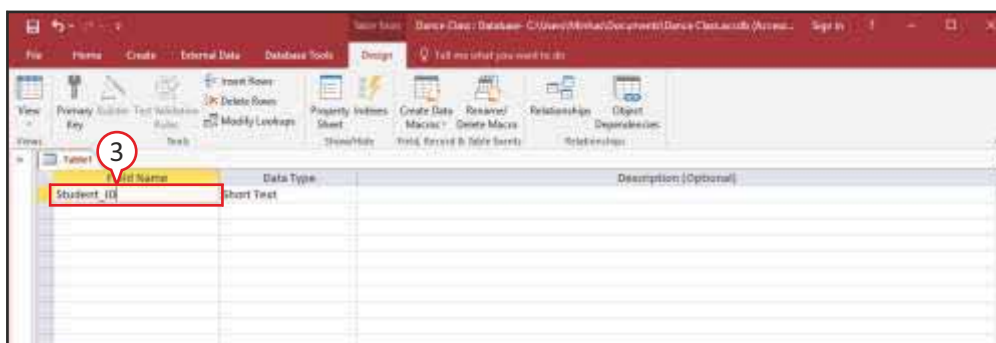 Table Tools Dance Class : Database- C:\Users\Minhas\Documents\Dance Class.accdb (Access... Sign in ?
File Home Create External Data Database Tools Design Tell me what you want to do
View Primary Key Builder Test Validation Rules Insert Rows Delete Rows Modify Lookups Property Sheet Indexes Create Data Macros Rename/ Delete Macro Relationships Object Dependencies
Views Tools Show/Hide Field, Record & Table Events Relationships
Table1 3
Field Name Data Type Description (Optional)
Student_ID Short Text